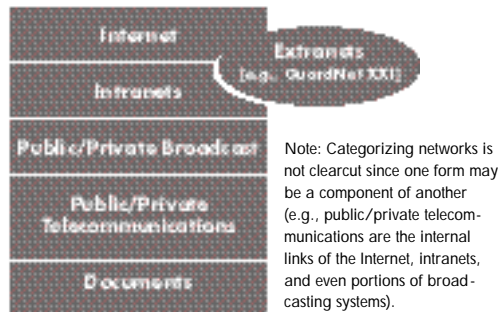 Internet
Extranets
[e.g., GuardNet XXI]
Intranets
Public/Private Broadcast
Note: Categorizing networks is
not clearcut since one form may
be a component of another
(e.g., public/private telecom-
munications are the internal
links of the Internet, intranets,
and even portions of broad-
casting systems).
Public/Private
Telecommunications
Documents